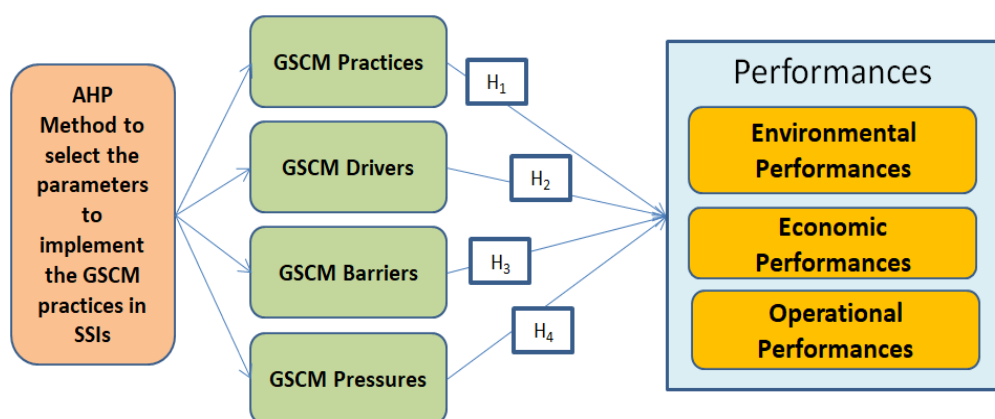 AHP
Method to
select the
parameters
to
implement
the GSCM
practices in
SSIs
GSCM Practices
GSCM Drivers
GSCM Barriers
GSCM Pressures
H₁
H₂
H₃
H₄
Performances
Environmental
Performances
Economic
Performances
Operational
Performances